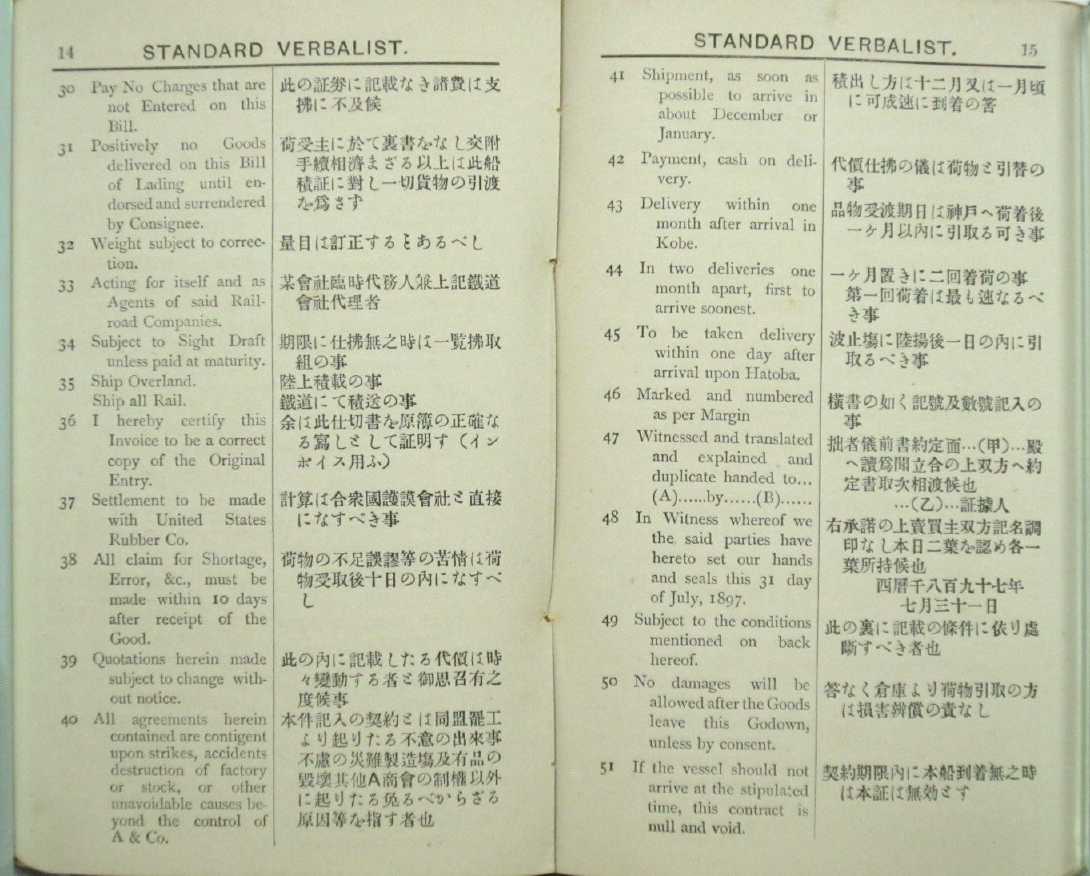 14
STANDARD VERBALIST.
30 Pay No Charges that are
not Entered on this
Bill.
此の証劵に記載なき諸費は支
拂に不及候
31 Positively no Goods
delivered on this Bill
of Lading until en-
dorsed and surrendered
by Consignee.
荷受主に於て裏書をなし交附
手續相濟まざる以上は此船
積証に對し一切貨物の引渡
を爲さず
32 Weight subject to correc-
tion.
量目は訂正するとあるべし
33 Acting for itself and as
Agents of said Rail-
road Companies.
某會社臨時代務人兼上記鐵道
會社代理者
34 Subject to Sight Draft
unless paid at maturity.
期限に仕拂無之時は一覧拂取
組の事
35 Ship Overland.
陸上積載の事
Ship all Rail.
鐵道にて積送の事
36 I hereby certify this
Invoice to be a correct
copy of the Original
Entry.
余は此仕切書を原簿の正確な
る寫しとして証明す（イン
ボイス用ふ）
37 Settlement to be made
with United States
Rubber Co.
計算は合衆國護謨會社と直接
になすべき事
38 All claim for Shortage,
Error, &c., must be
made within 10 days
after receipt of the
Good.
荷物の不足誤謬等の苦情は荷
物受取後十日の內になすべ
し
39 Quotations herein made
subject to change with-
out notice.
此の內に記載したる代價は時
々變動する者と御思召有之
度候事
40 All agreements herein
contained are contigent
upon strikes, accidents
destruction of factory
or stock, or other
unavoidable causes be-
yond the control of
A & Co.
本件記入の契約とは同盟罷工
より起りたる不意の出來事
不慮の災難製造塲及有品の
毀壞其他A商會の制權以外
に起りたる免るべからざる
原因等を指す者也
STANDARD VERBALIST.
15
41 Shipment, as soon as
possible to arrive in
about December or
January.
積出し方は十二月又は一月頃
に可成速に到着の筈
42 Payment, cash on deli-
very.
代價仕拂の儀は荷物と引替の
事
43 Delivery within one
month after arrival in
Kobe.
品物受渡期日は神戸へ荷着後
一ケ月以內に引取る可き事
44 In two deliveries one
month apart, first to
arrive soonest.
一ケ月置きに二回着荷の事
第一回荷着は最も速なるべ
き事
45 To be taken delivery
within one day after
arrival upon Hatoba.
波止塲に陸揚後一日の內に引
取るべき事
46 Marked and numbered
as per Margin
橫書の如く記號及數號記入の
事
47 Witnessed and translated
and explained and
duplicate handed to...
(A)......by......(B)......
拙者儀前書約定面…(甲)…殿
へ讀爲聞立合の上双方へ約
定書取次相渡候也
…(乙)…証據人
48 In Witness whereof we
the said parties have
hereto set our hands
and seals this 31 day
of July, 1897.
右承諾の上賣買主双方記名調
印なし本日二葉を認め各一
葉所持候也
西曆千八百九十七年
七月三十一日
49 Subject to the conditions
mentioned on back
hereof.
此の裏に記載の條件に依り處
斷すべき者也
50 No damages will be
allowed after the Goods
leave this Godown,
unless by consent.
答なく倉庫より荷物引取の方
は損害辨償の責なし
51 If the vessel should not
arrive at the stipulated
time, this contract is
null and void.
契約期限內に本船到着無之時
は本証は無効とす